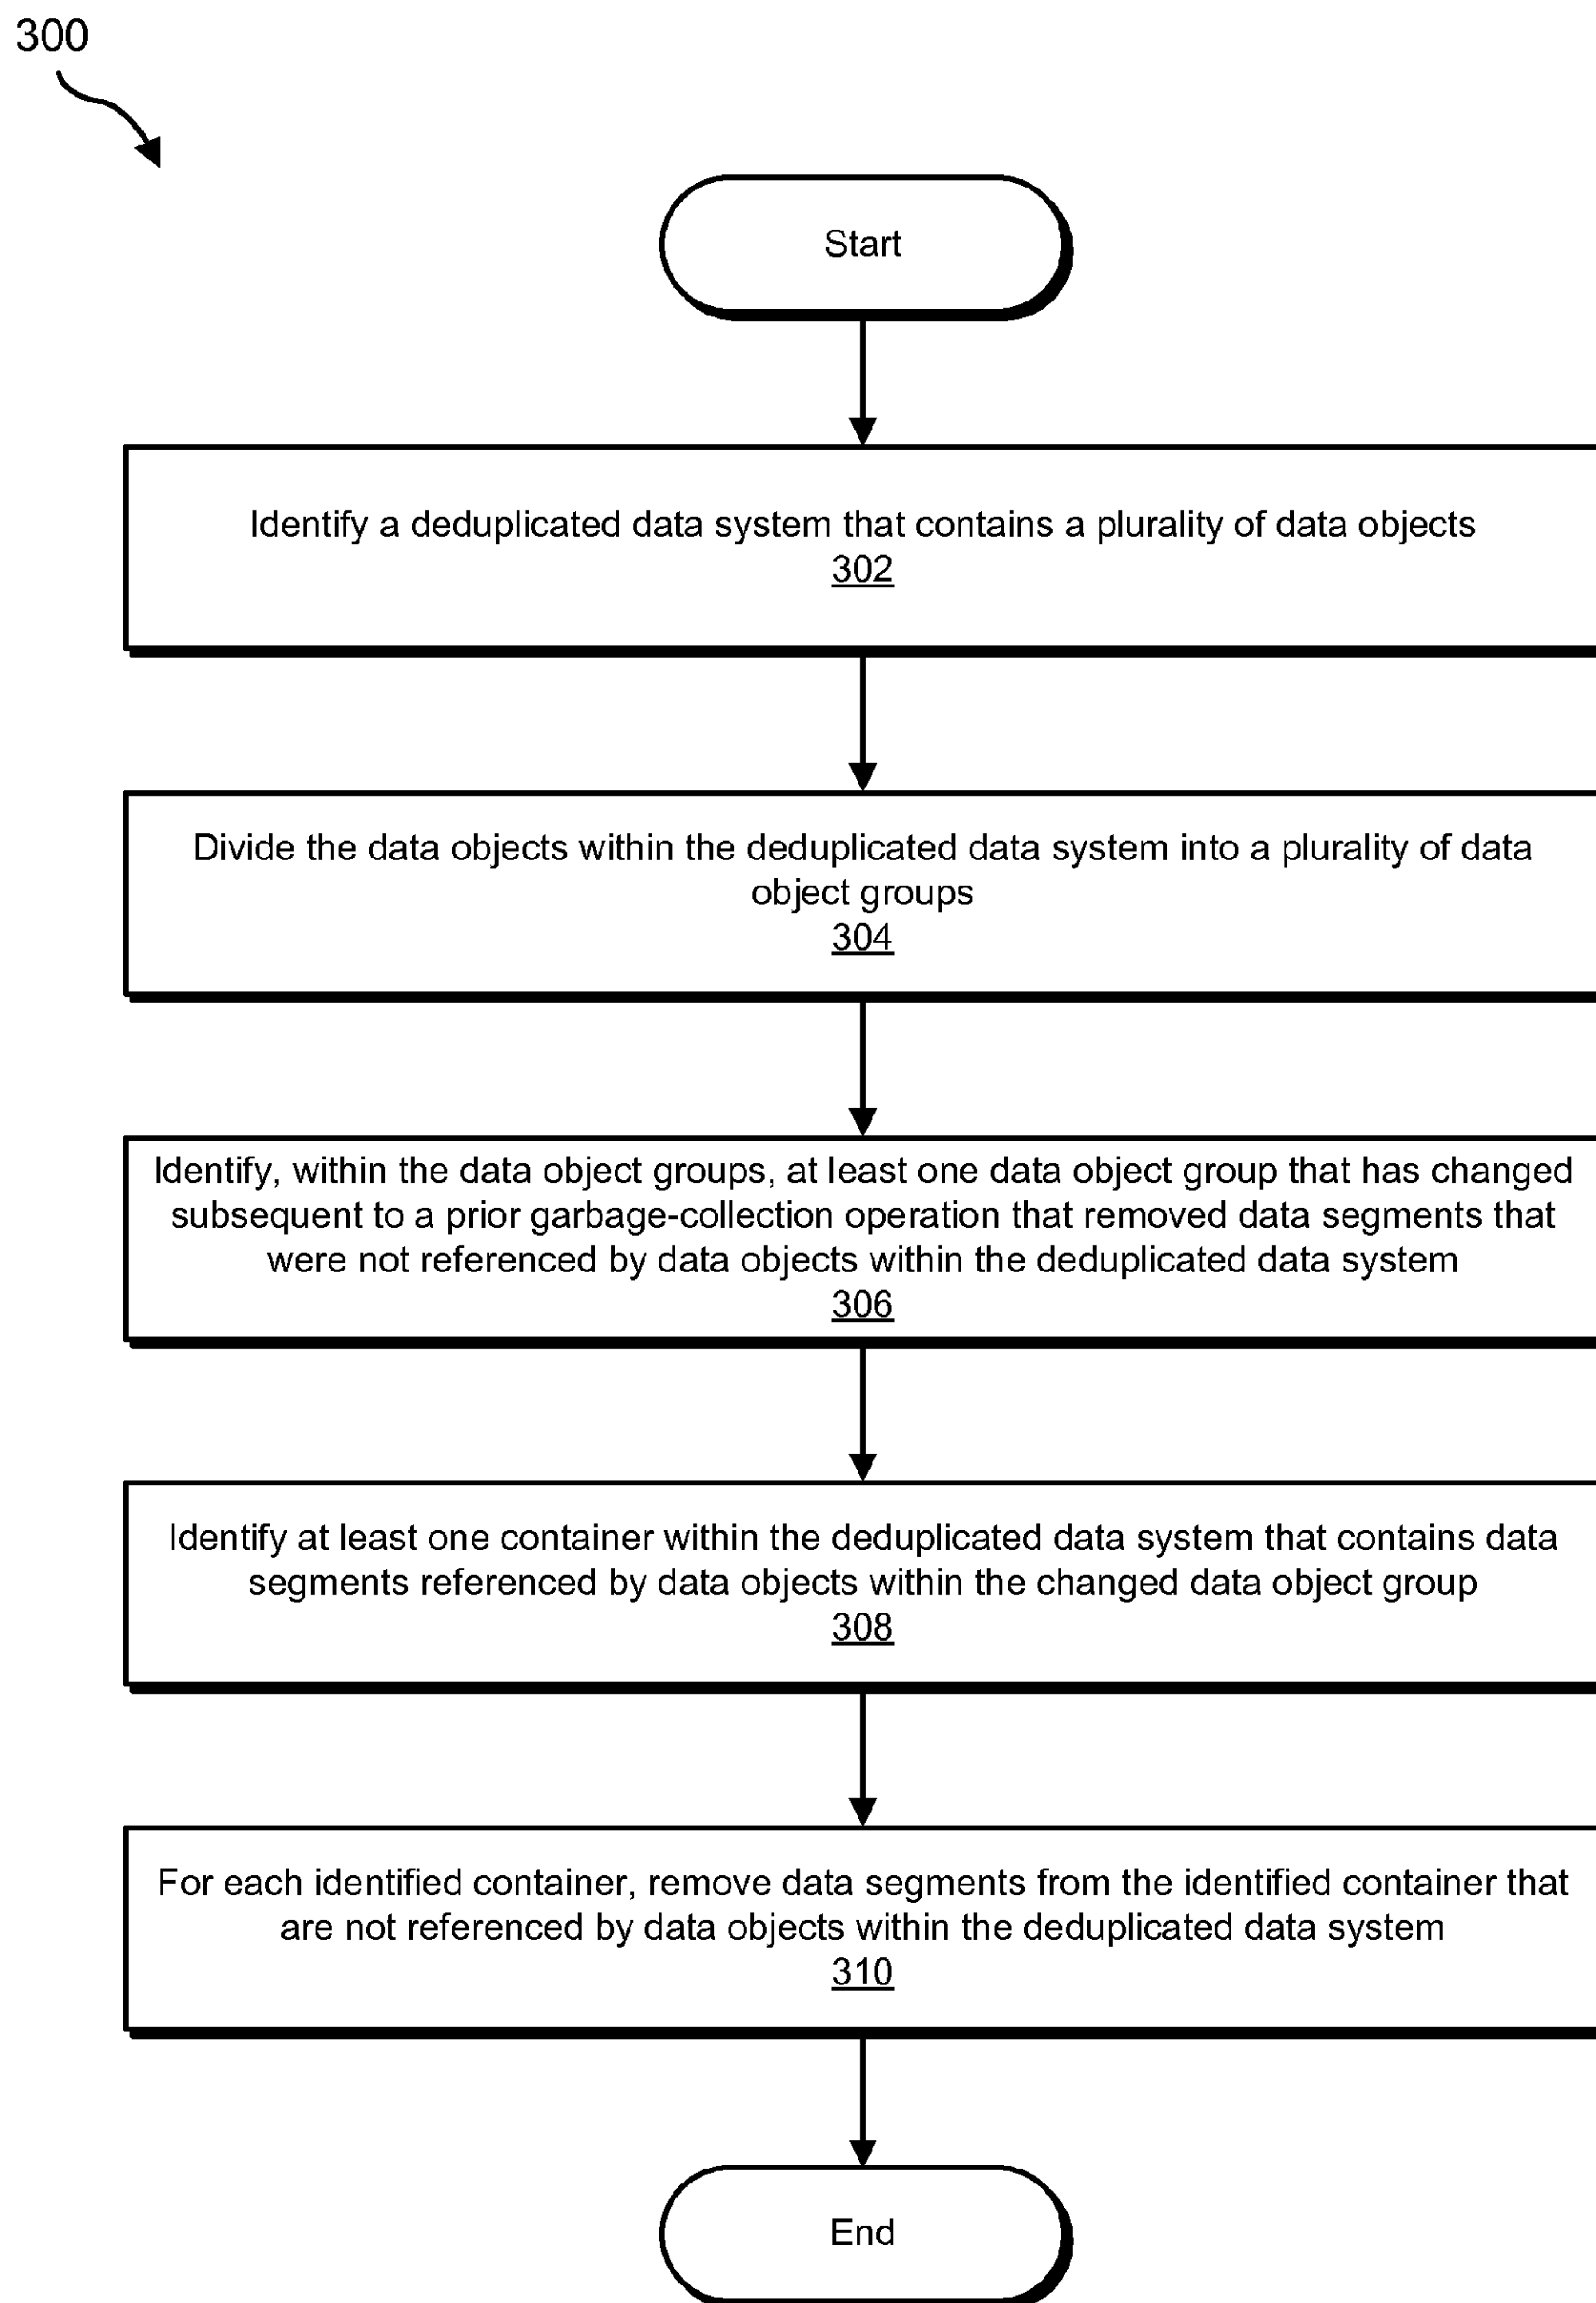 300
Start
Identify a deduplicated data system that contains a plurality of data objects
302
Divide the data objects within the deduplicated data system into a plurality of data
object groups
304
Identify, within the data object groups, at least one data object group that has changed
subsequent to a prior garbage-collection operation that removed data segments that
were not referenced by data objects within the deduplicated data system
306
Identify at least one container within the deduplicated data system that contains data
segments referenced by data objects within the changed data object group
308
For each identified container, remove data segments from the identified container that
are not referenced by data objects within the deduplicated data system
310
End